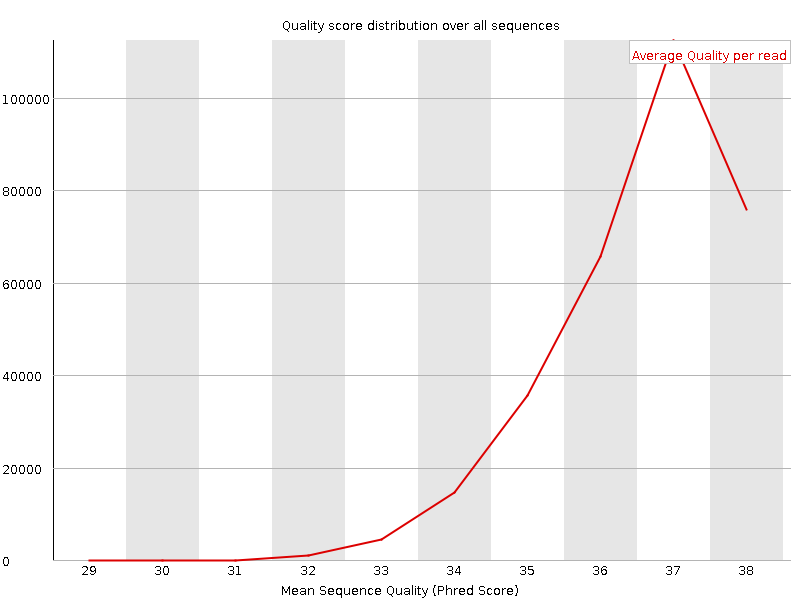 Quality score distribution over all sequences
Average Quality per read
100000
80000
60000
40000
20000
0
29 30 31 32 33 34 35 36 37 38
Mean Sequence Quality (Phred Score)